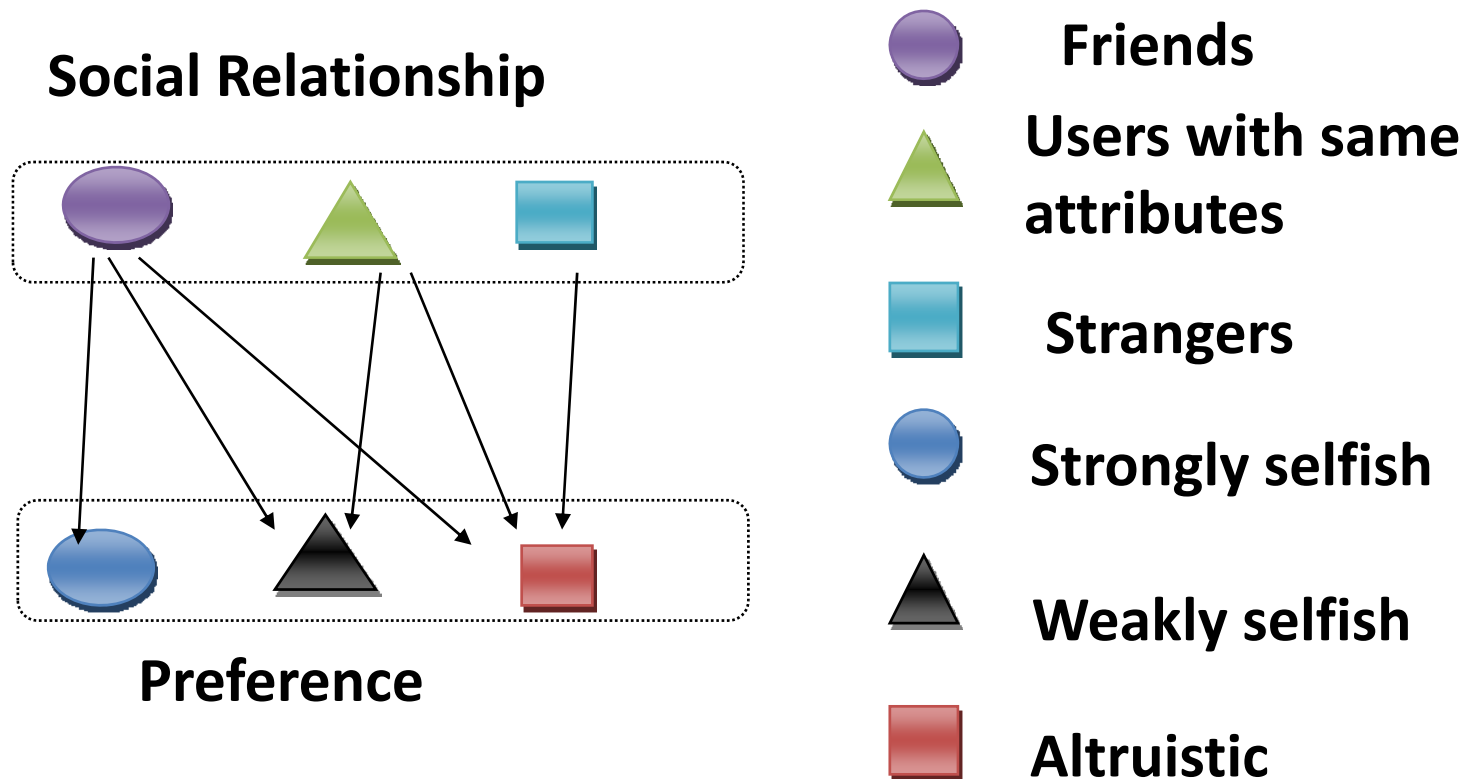 Social Relationship
Preference
Friends
Users with same
attributes
Strangers
Strongly selfish
Weakly selfish
Altruistic